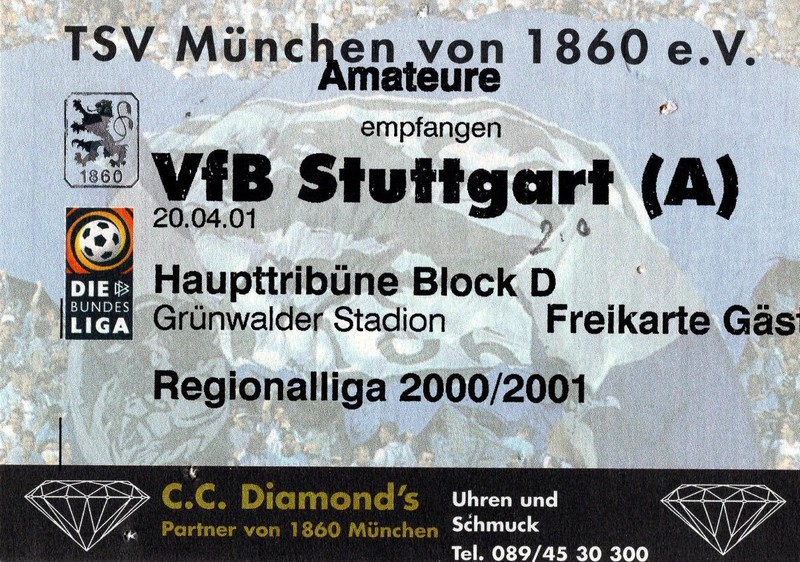 TSV München von 1860 e.V.
Amateure
empfangen
1860
VfB Stuttgart (A)
20.04.01
2:0
DIE
BUNDES
LIGA
Haupttribüne Block D
Grünwalder Stadion
Freikarte Gäst
Regionalliga 2000/2001
C.C. Diamond's
Partner von 1860 München
Uhren und
Schmuck
Tel. 089/45 30 300